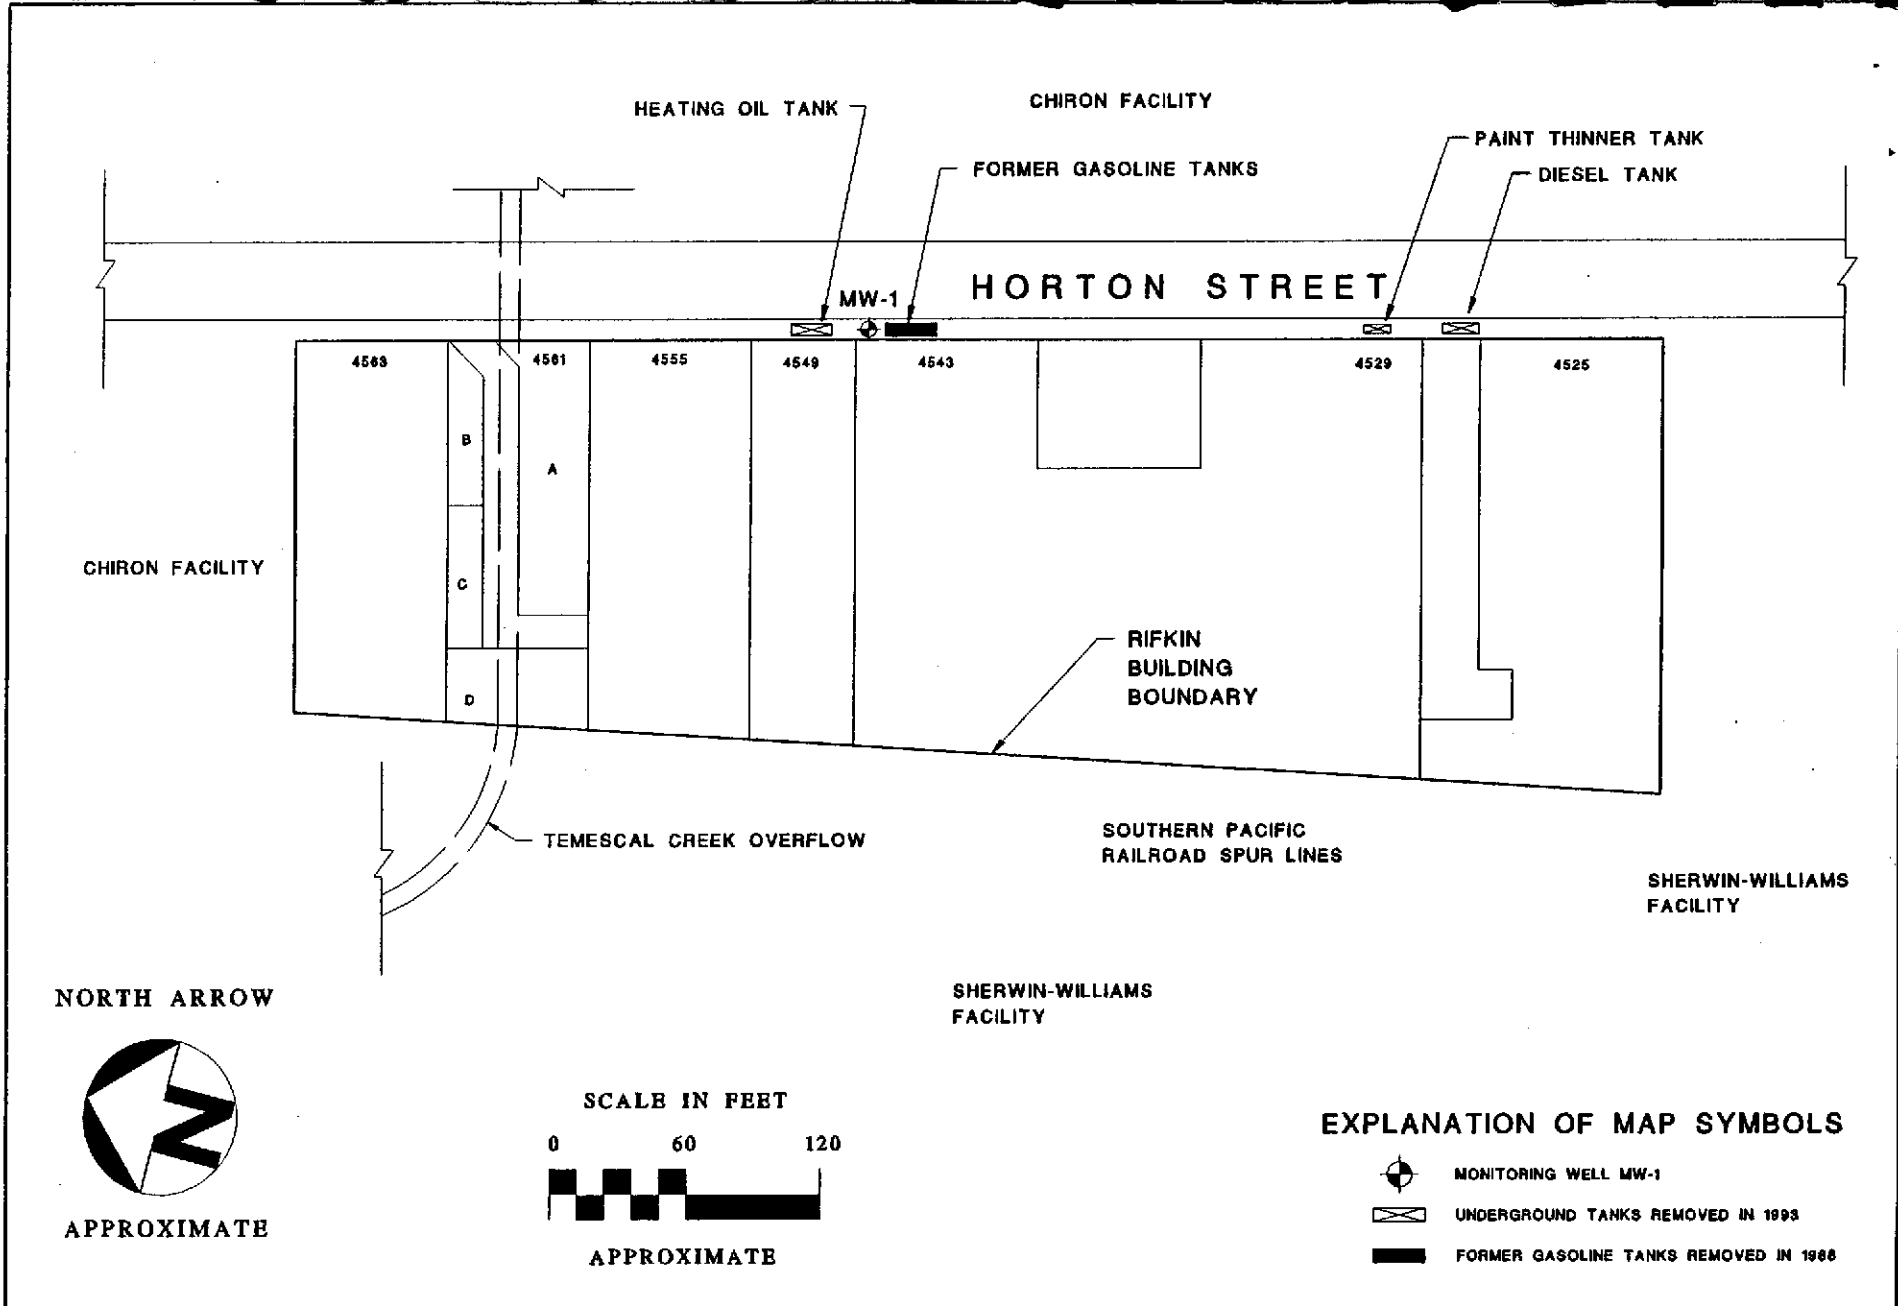 HEATING OIL TANK
CHIRON FACILITY
FORMER GASOLINE TANKS
PAINT THINNER TANK
DIESEL TANK
HORTON STREET
MW-1
4563
4561
4555
4549
4543
4529
4525
B
A
C
D
CHIRON FACILITY
RIFKIN
BUILDING
BOUNDARY
TEMESCAL CREEK OVERFLOW
SOUTHERN PACIFIC
RAILROAD SPUR LINES
SHERWIN-WILLIAMS
FACILITY
SHERWIN-WILLIAMS
FACILITY
NORTH ARROW
N
APPROXIMATE
SCALE IN FEET
0 60 120
APPROXIMATE
EXPLANATION OF MAP SYMBOLS
MONITORING WELL MW-1
UNDERGROUND TANKS REMOVED IN 1993
FORMER GASOLINE TANKS REMOVED IN